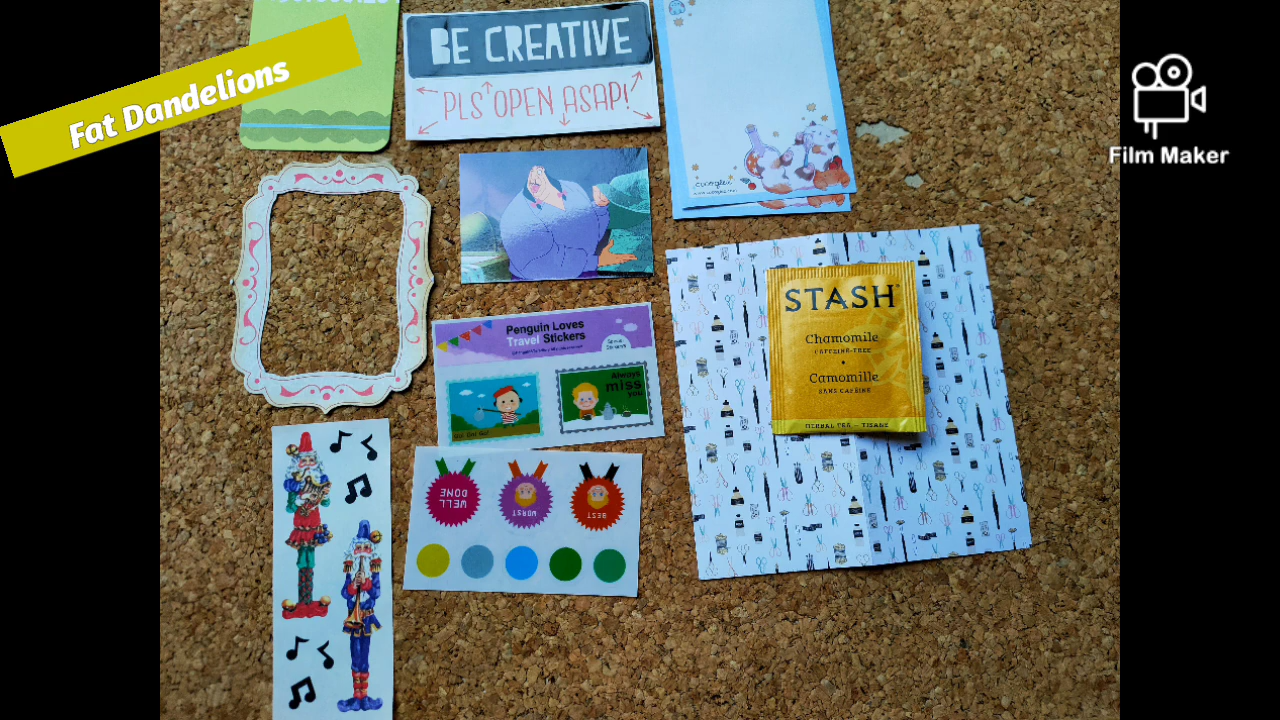 Fat Dandelions
BE CREATIVE
PLS OPEN ASAP!
Film Maker
Penguin Loves
Travel Stickers
Always
miss
you
WELL
DONE
WORST
BEST
STASH
Chamomile
CAFFEINE-FREE
Camomille
SANS CAFÉINE
HERBAL TEA — TISANE